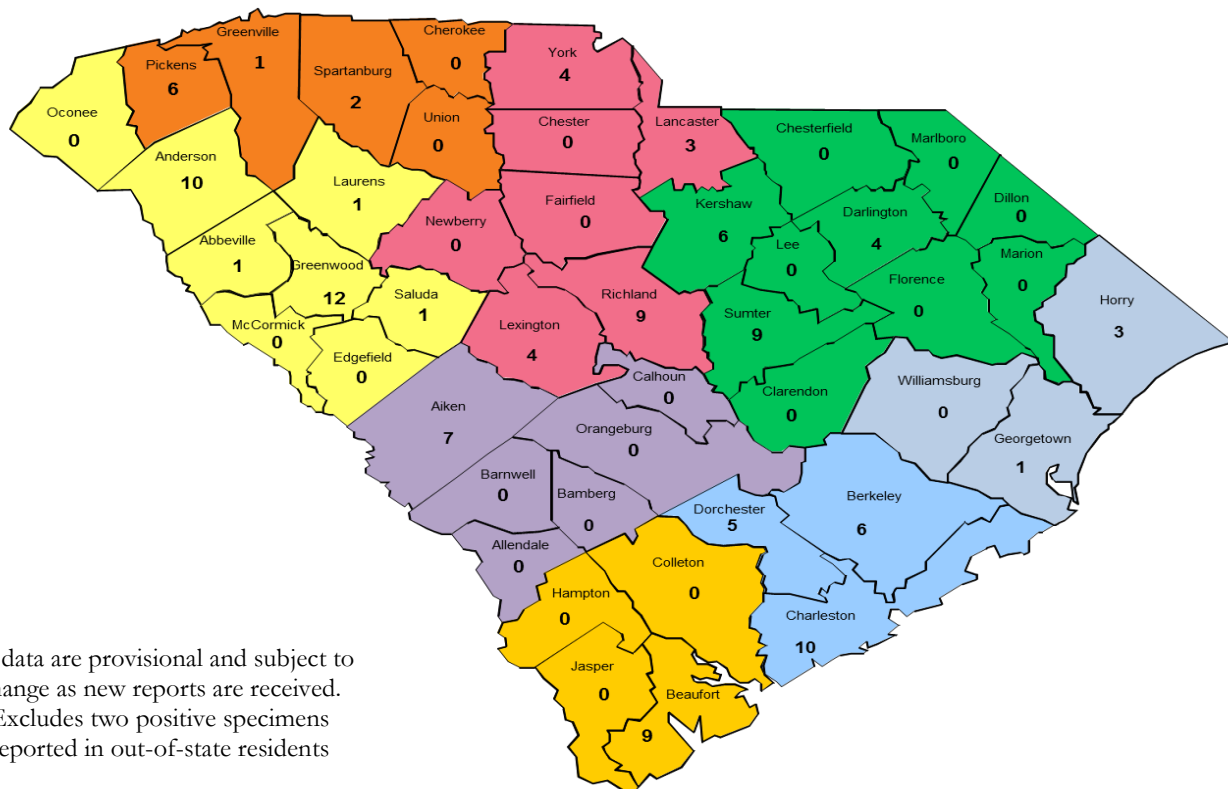 Greenville
1
Cherokee
0
Pickens
6
Spartanburg
2
York
4
Oconee
0
Union
0
Chester
0
Lancaster
3
Chesterfield
0
Marlboro
0
Anderson
10
Laurens
1
Fairfield
0
Kershaw
6
Darlington
4
Dillon
0
Abbeville
1
Newberry
0
Lee
0
Marion
0
Greenwood
12
Saluda
1
Richland
9
Florence
0
Horry
3
McCormick
0
Lexington
4
Sumter
9
Edgefield
0
Calhoun
0
Clarendon
0
Williamsburg
0
Aiken
7
Orangeburg
0
Georgetown
1
Barnwell
0
Bamberg
0
Dorchester
5
Berkeley
6
Allendale
0
Colleton
0
Hampton
0
Charleston
10
Jasper
0
Beaufort
9
data are provisional and subject to
ange as new reports are received.
Excludes two positive specimens
eported in out-of-state residents